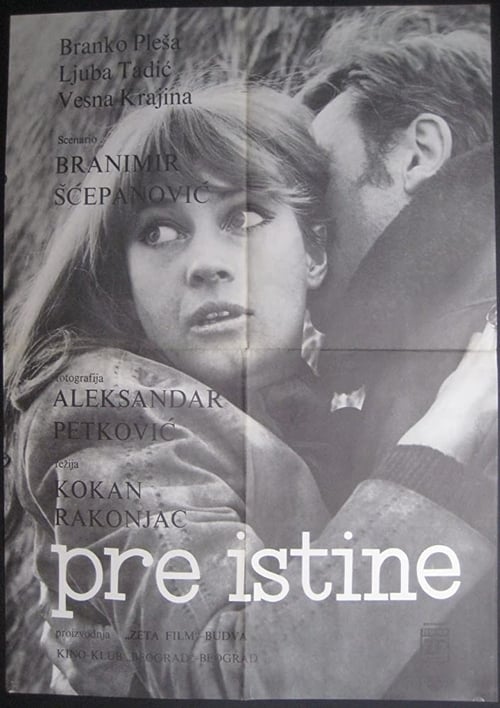 Branko Pleša
Ljuba Tadić
Vesna Krajina
Scenario
BRANIMIR
ŠĆEPANOVIĆ
fotografija
ALEKSANDAR
PETKOVIĆ
režija
KOKAN
RAKONJAC
pre istine
proizvodnja „ZETA FILM"-BUDVA
KINO-KLUB „BEOGRAD"-BEOGRAD